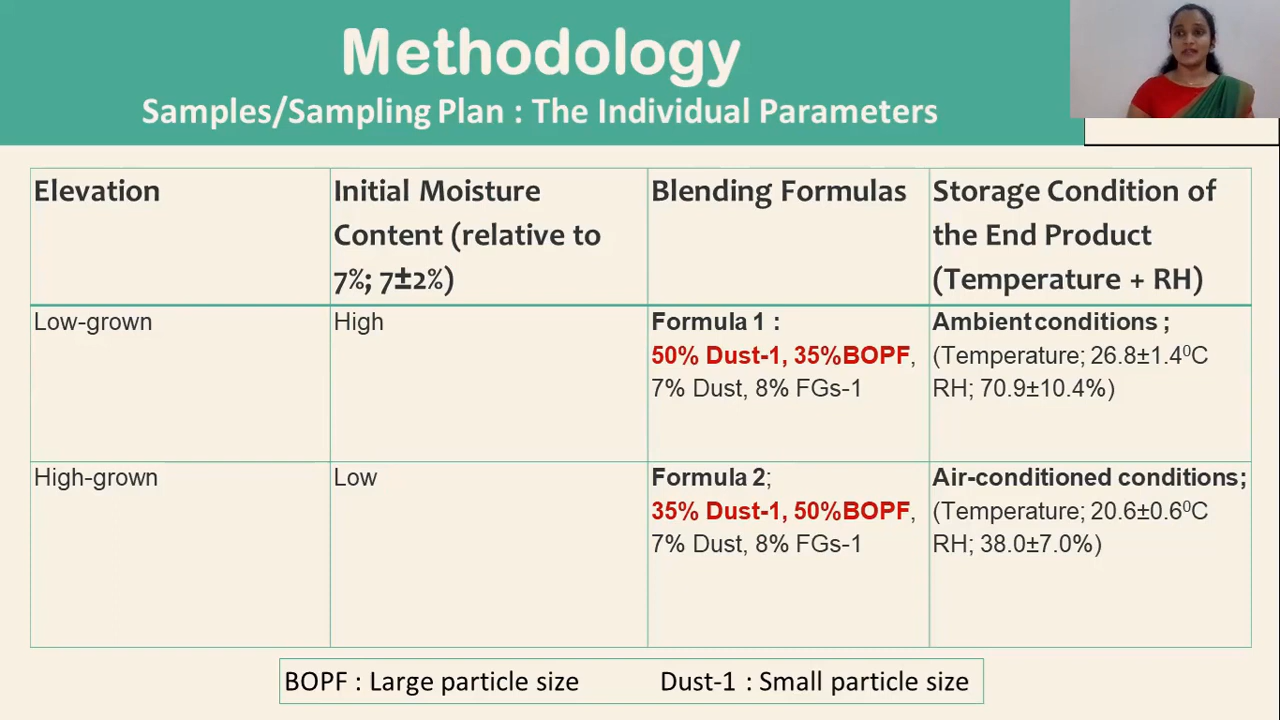 Methodology
Samples/Sampling Plan : The Individual Parameters
Elevation
Initial Moisture
Content (relative to
7%; 7±2%)
Blending Formulas
Storage Condition of
the End Product
(Temperature + RH)
Low-grown
High
Formula 1 :
50% Dust-1, 35%BOPF,
7% Dust, 8% FGs-1
Ambient conditions ;
(Temperature; 26.8±1.4⁰C
RH; 70.9±10.4%)
High-grown
Low
Formula 2;
35% Dust-1, 50%BOPF,
7% Dust, 8% FGs-1
Air-conditioned conditions;
(Temperature; 20.6±0.6⁰C
RH; 38.0±7.0%)
BOPF : Large particle size
Dust-1 : Small particle size